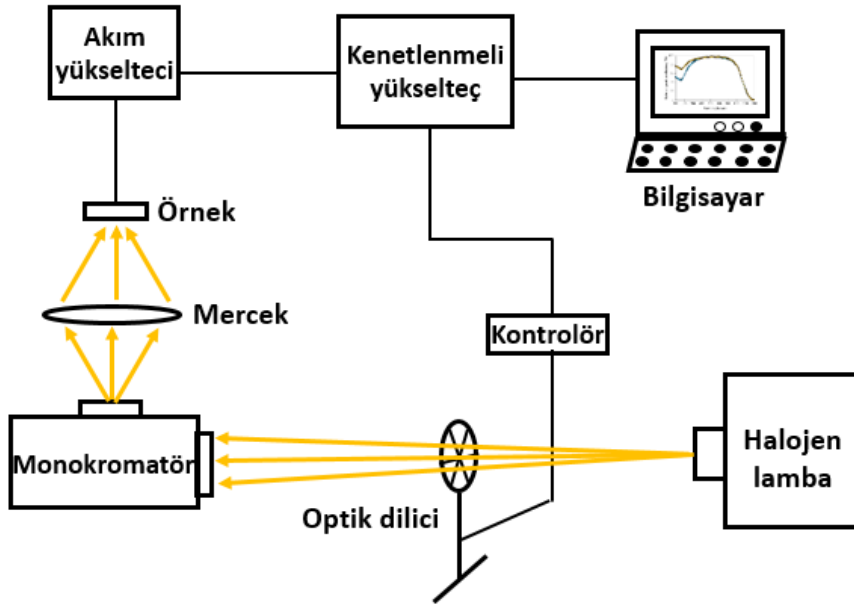 Akım
yükselteci
Kenetlenmeli
yükselteç
Bilgisayar
Örnek
Mercek
Kontrolör
Monokromatör
Optik dilici
Halojen
lamba